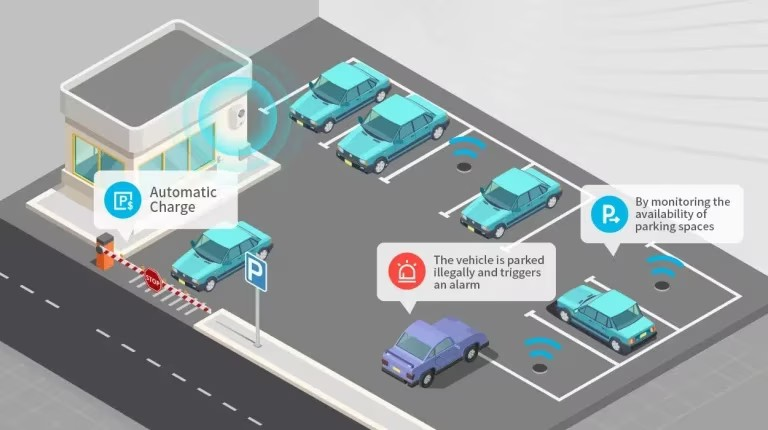 Automatic
Charge
By monitoring the
availability of
parking spaces
The vehicle is parked
illegally and triggers
an alarm
P
STOP